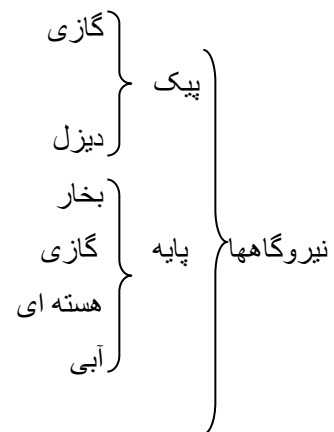 گازی
پیک
دیزل
بخار
نیروگاهها
پایه
گازی
هسته ای
آبی